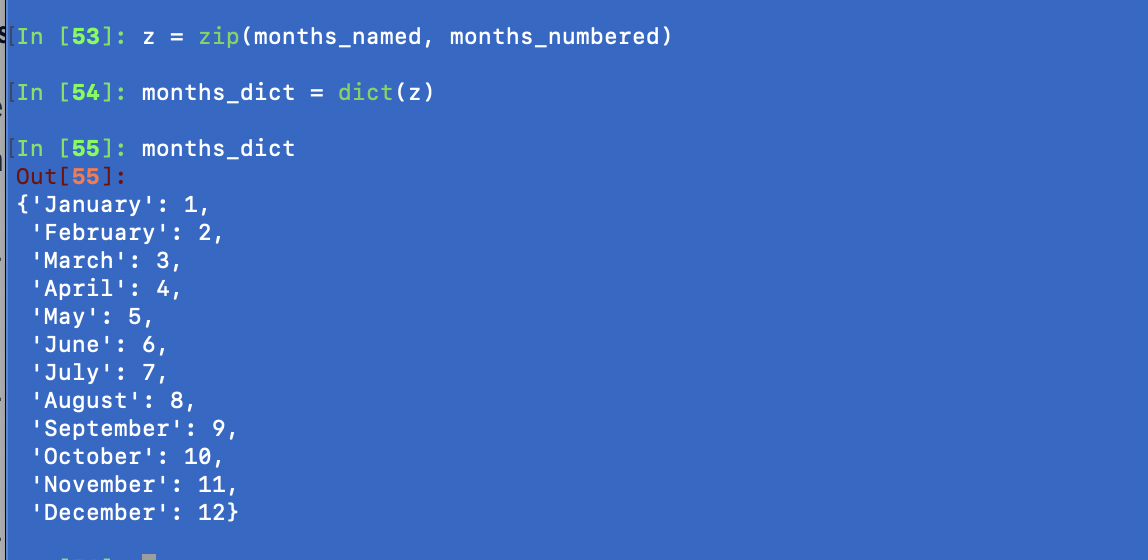 In [53]: z = zip(months_named, months_numbered)
In [54]: months_dict = dict(z)
In [55]: months_dict
Out[55]:
{'January': 1,
 'February': 2,
 'March': 3,
 'April': 4,
 'May': 5,
 'June': 6,
 'July': 7,
 'August': 8,
 'September': 9,
 'October': 10,
 'November': 11,
 'December': 12}